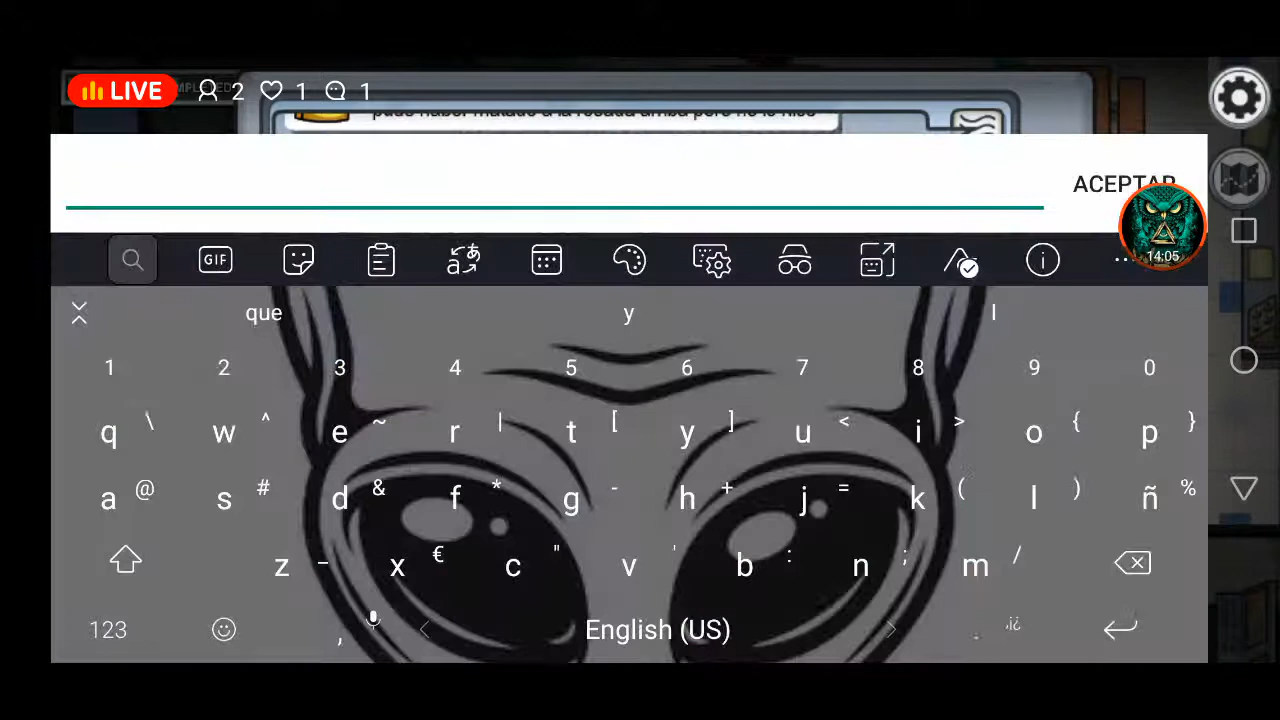 LIVE 2 1 1
ACEPTAR
GIF
14:05
que y l
1 2 3 4 5 6 7 8 9 0
q \ w ^ e ~ r | t [ y ] u < i > o { p }
a @ s # d & f * g - h + j = k ( l ) ñ %
z _ x € c " v ' b : n ; m /
123 , < English (US) > . ,i¿